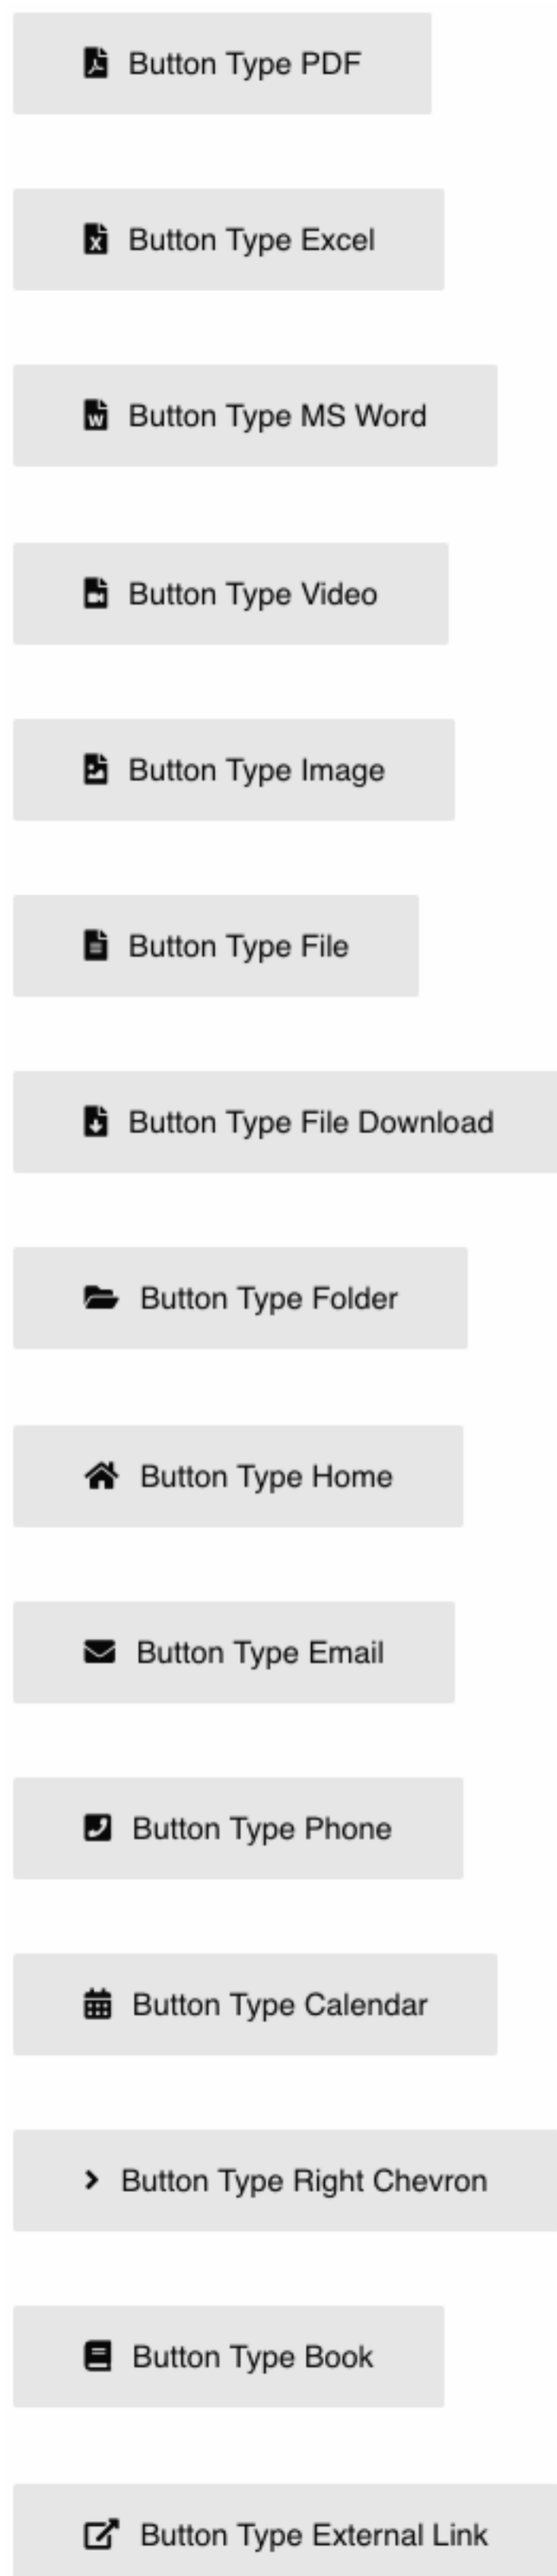 Button Type PDF
Button Type Excel
Button Type MS Word
Button Type Video
Button Type Image
Button Type File
Button Type File Download
Button Type Folder
Button Type Home
Button Type Email
Button Type Phone
Button Type Calendar
Button Type Right Chevron
Button Type Book
Button Type External Link